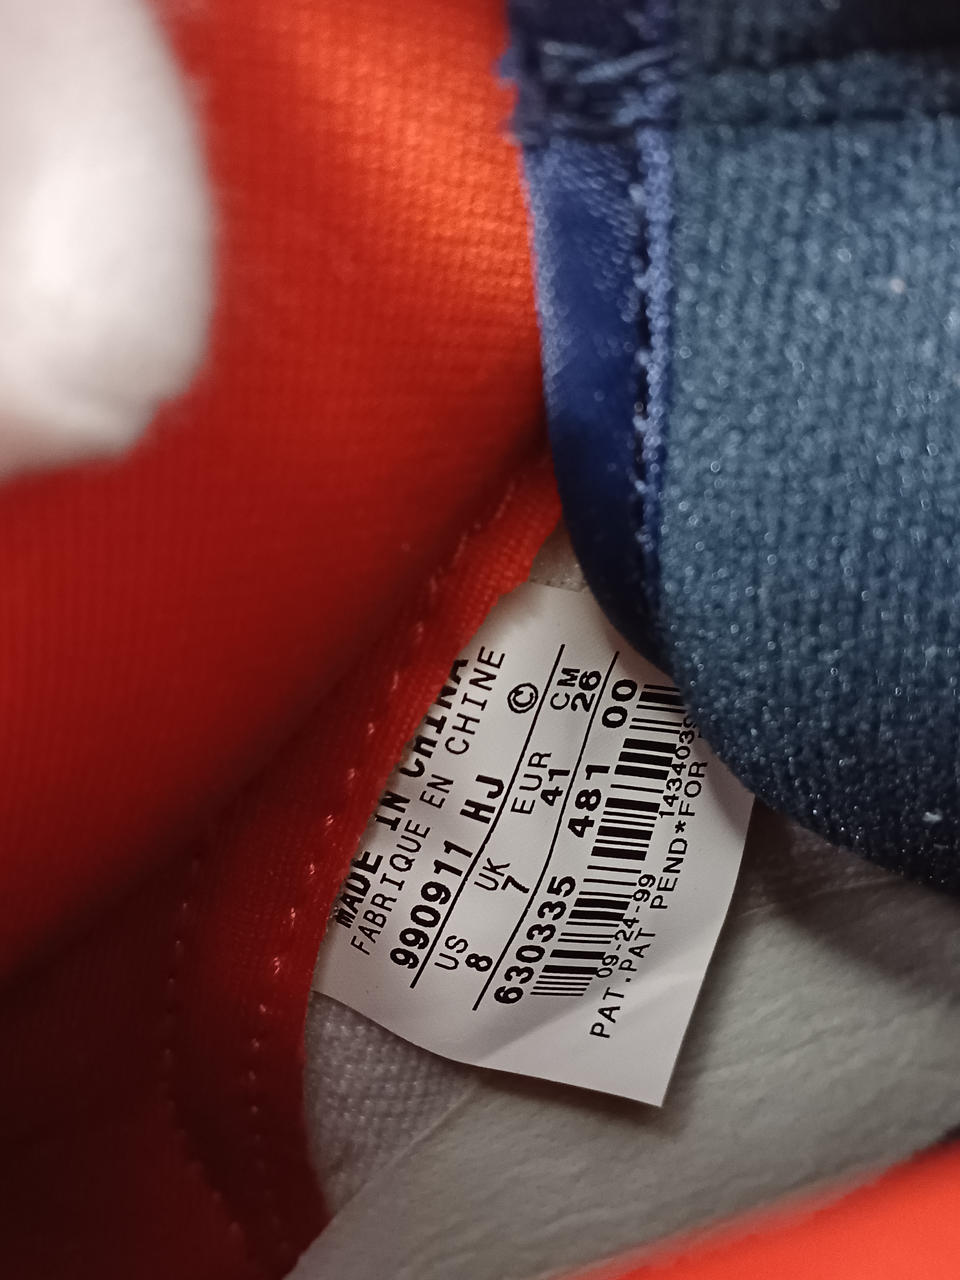 MADE IN CHINA
FABRIQUE EN CHINE
990911 HJ ©
US UK EUR CM
8 7 41 26
630335 481 00
09-24-99 1434039
PAT.PAT PEND*FOR